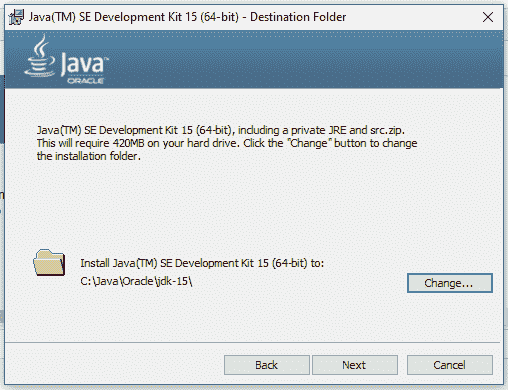 Java(TM) SE Development Kit 15 (64-bit) - Destination Folder
Java
ORACLE
Java(TM) SE Development Kit 15 (64-bit), including a private JRE and src.zip.
This will require 420MB on your hard drive. Click the "Change" button to change
the installation folder.
Install Java(TM) SE Development Kit 15 (64-bit) to:
C:\Java\Oracle\jdk-15\
Change...
Back
Next
Cancel